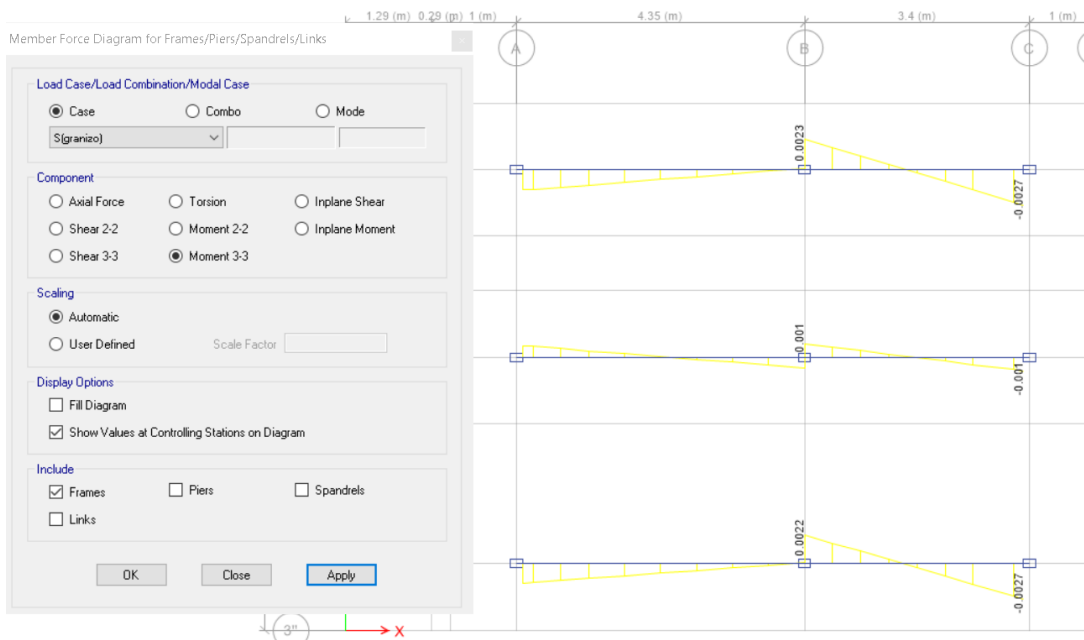 1.29 (m) 0.29 (m) 1 (m) 4.35 (m) 3.4 (m) 1 (m)
Member Force Diagram for Frames/Piers/Spandrels/Links
x
A B C
Load Case/Load Combination/Modal Case
Case Combo Mode
S(granizo)
Component
Axial Force Torsion Inplane Shear
Shear 2-2 Moment 2-2 Inplane Moment
Shear 3-3 Moment 3-3
Scaling
Automatic
User Defined Scale Factor
Display Options
Fill Diagram
Show Values at Controlling Stations on Diagram
Include
Frames Piers Spandrels
Links
OK Close Apply
0.0023
-0.0027
0.001
-0.001
0.0022
-0.0027
3"
X